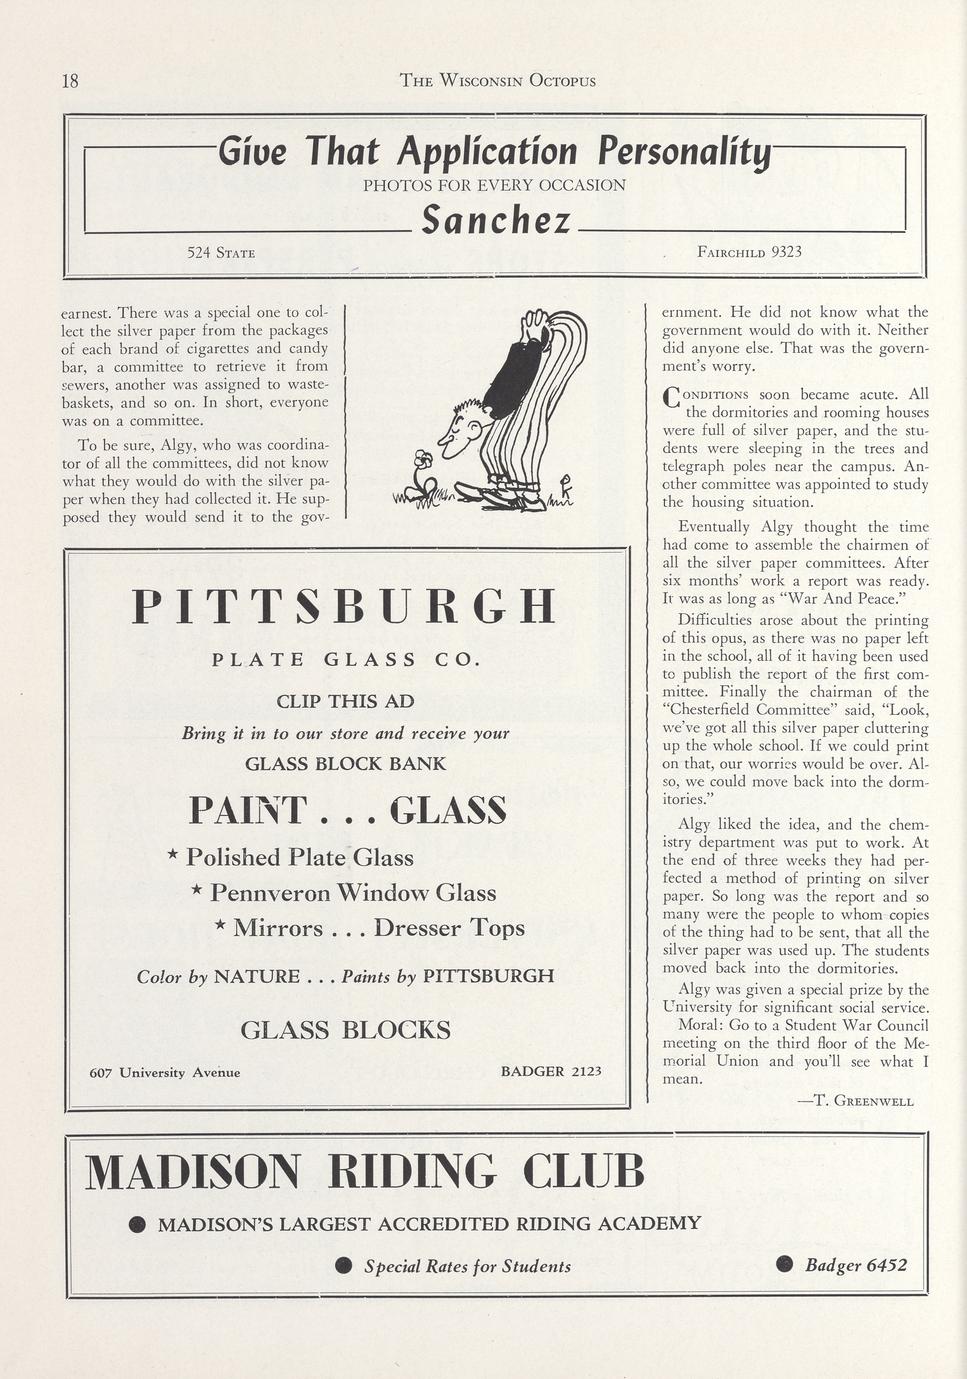 18
THE WISCONSIN OCTOPUS
Give That Application Personality
PHOTOS FOR EVERY OCCASION
Sanchez
524 STATE
FAIRCHILD 9323
earnest. There was a special one to col-
lect the silver paper from the packages
of each brand of cigarettes and candy
bar, a committee to retrieve it from
sewers, another was assigned to waste-
baskets, and so on. In short, everyone
was on a committee.
To be sure, Algy, who was coordina-
tor of all the committees, did not know
what they would do with the silver pa-
per when they had collected it. He sup-
posed they would send it to the gov-
ernment. He did not know what the
government would do with it. Neither
did anyone else. That was the govern-
ment's worry.
CONDITIONS soon became acute. All
the dormitories and rooming houses
were full of silver paper, and the stu-
dents were sleeping in the trees and
telegraph poles near the campus. An-
other committee was appointed to study
the housing situation.
Eventually Algy thought the time
had come to assemble the chairmen of
all the silver paper committees. After
six months' work a report was ready.
It was as long as "War And Peace."
Difficulties arose about the printing
of this opus, as there was no paper left
in the school, all of it having been used
to publish the report of the first com-
mittee. Finally the chairman of the
"Chesterfield Committee" said, "Look,
we've got all this silver paper cluttering
up the whole school. If we could print
on that, our worries would be over. Al-
so, we could move back into the dorm-
itories."
Algy liked the idea, and the chem-
istry department was put to work. At
the end of three weeks they had per-
fected a method of printing on silver
paper. So long was the report and so
many were the people to whom copies
of the thing had to be sent, that all the
silver paper was used up. The students
moved back into the dormitories.
Algy was given a special prize by the
University for significant social service.
Moral: Go to a Student War Council
meeting on the third floor of the Me-
morial Union and you'll see what I
mean.
—T. GREENWELL
PITTSBURGH
PLATE GLASS CO.
CLIP THIS AD
Bring it in to our store and receive your
GLASS BLOCK BANK
PAINT . . . GLASS
* Polished Plate Glass
* Pennveron Window Glass
* Mirrors . . . Dresser Tops
Color by NATURE . . . Paints by PITTSBURGH
GLASS BLOCKS
607 University Avenue
BADGER 2123
MADISON RIDING CLUB
● MADISON'S LARGEST ACCREDITED RIDING ACADEMY
● Special Rates for Students
● Badger 6452